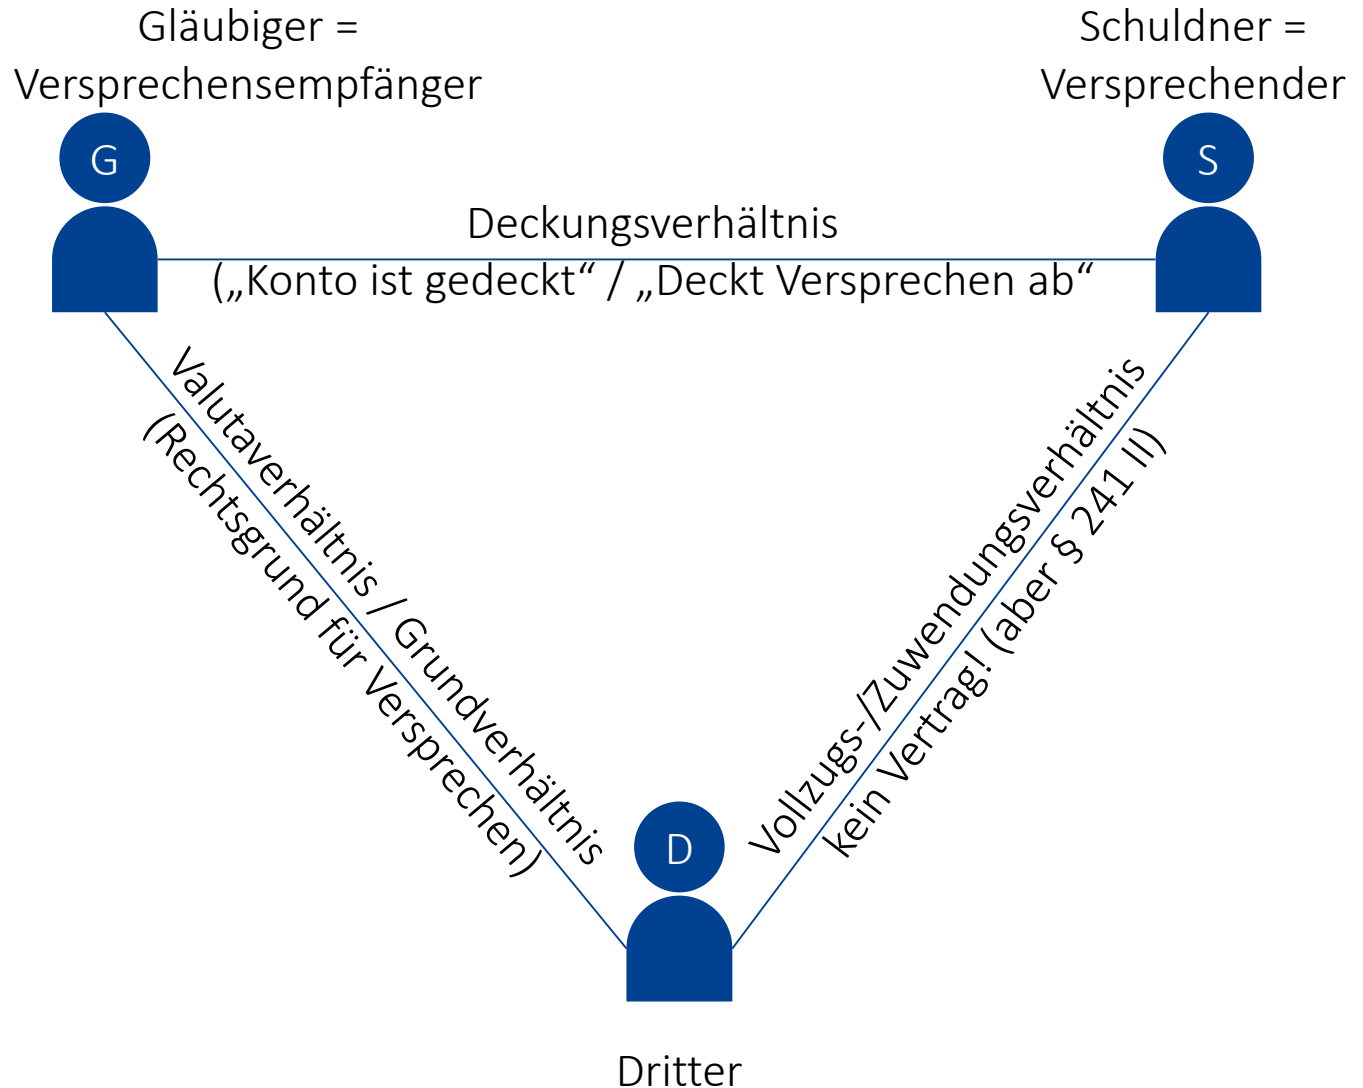 Gläubiger =
Versprechensempfänger
Schuldner =
Versprechender
G
S
Deckungsverhältnis
(„Konto ist gedeckt“ / „Deckt Versprechen ab“
Valutaverhältnis / Grundverhältnis
(Rechtsgrund für Versprechen)
Vollzugs-/Zuwendungsverhältnis
kein Vertrag! (aber § 241 II)
D
Dritter